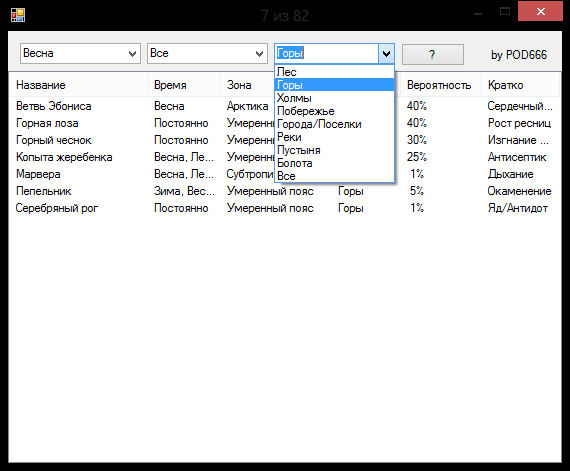 7 из 82
Весна Все Горы ? by POD666
Название Время Зона Вероятность Кратко
Лес
Горы
Холмы
Побережье
Города/Поселки
Реки
Пустыня
Болота
Все
Ветвь Эбониса Весна Арктика 40% Сердечный...
Горная лоза Постоянно Умеренн 40% Рост ресниц
Горный чеснок Постоянно Умеренн 30% Изгнание ...
Копыта жеребенка Весна, Ле... Умеренн 25% Антисептик
Марвера Весна, Ле... Субтропи 1% Дыхание
Пепельник Зима, Вес... Умеренный пояс Горы 5% Окаменение
Серебряный рог Постоянно Умеренный пояс Горы 1% Яд/Антидот